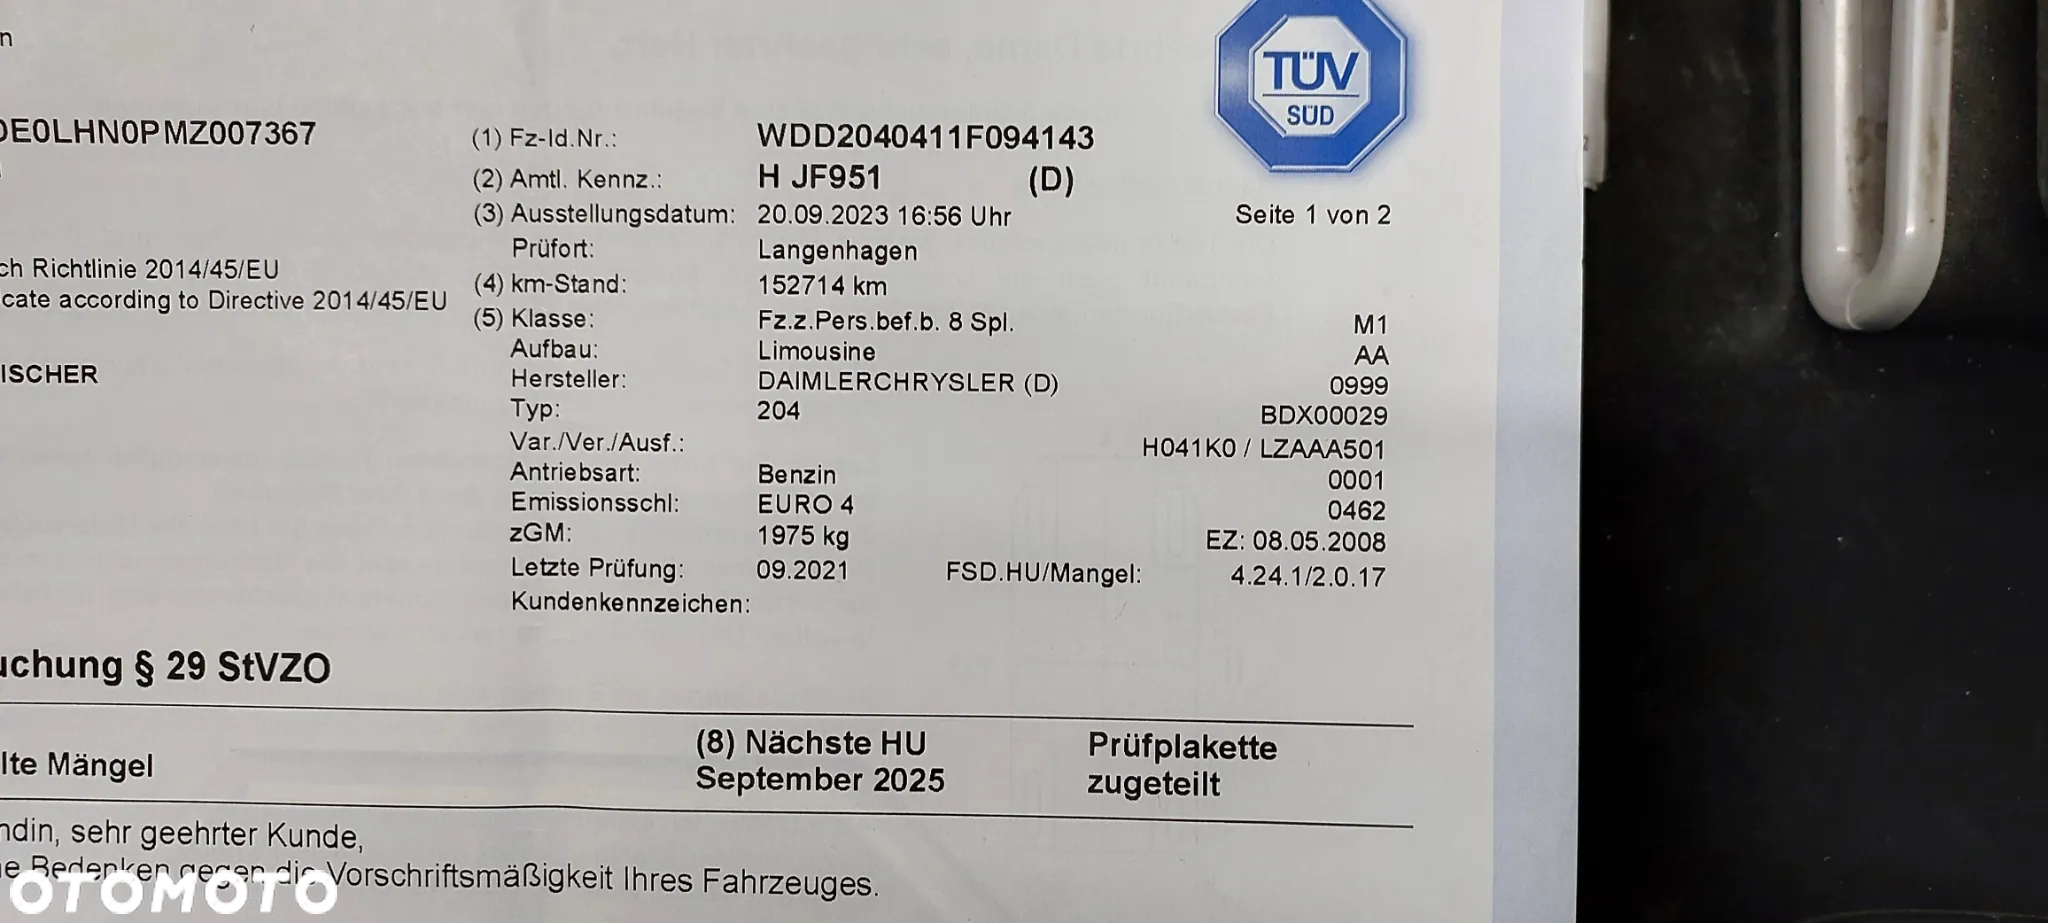 n
TÜV
SÜD
DE0LHN0PMZ007367
(1) Fz-Id.Nr.: WDD2040411F094143
(2) Amtl. Kennz.: H JF951 (D)
(3) Ausstellungsdatum: 20.09.2023 16:56 Uhr Seite 1 von 2
Prüfort: Langenhagen
ch Richtlinie 2014/45/EU
(4) km-Stand: 152714 km
cate according to Directive 2014/45/EU
(5) Klasse: Fz.z.Pers.bef.b. 8 Spl. M1
Aufbau: Limousine AA
ISCHER
Hersteller: DAIMLERCHRYSLER (D) 0999
Typ: 204 BDX00029
Var./Ver./Ausf.: H041K0 / LZAAA501
Antriebsart: Benzin 0001
Emissionsschl: EURO 4 0462
zGM: 1975 kg EZ: 08.05.2008
Letzte Prüfung: 09.2021 FSD.HU/Mangel: 4.24.1/2.0.17
Kundenkennzeichen:
uchung § 29 StVZO
lte Mängel
(8) Nächste HU
September 2025
Prüfplakette
zugeteilt
ndin, sehr geehrter Kunde,
e Bedenken gegen die Vorschriftsmäßigkeit Ihres Fahrzeuges.
OTOMOTO